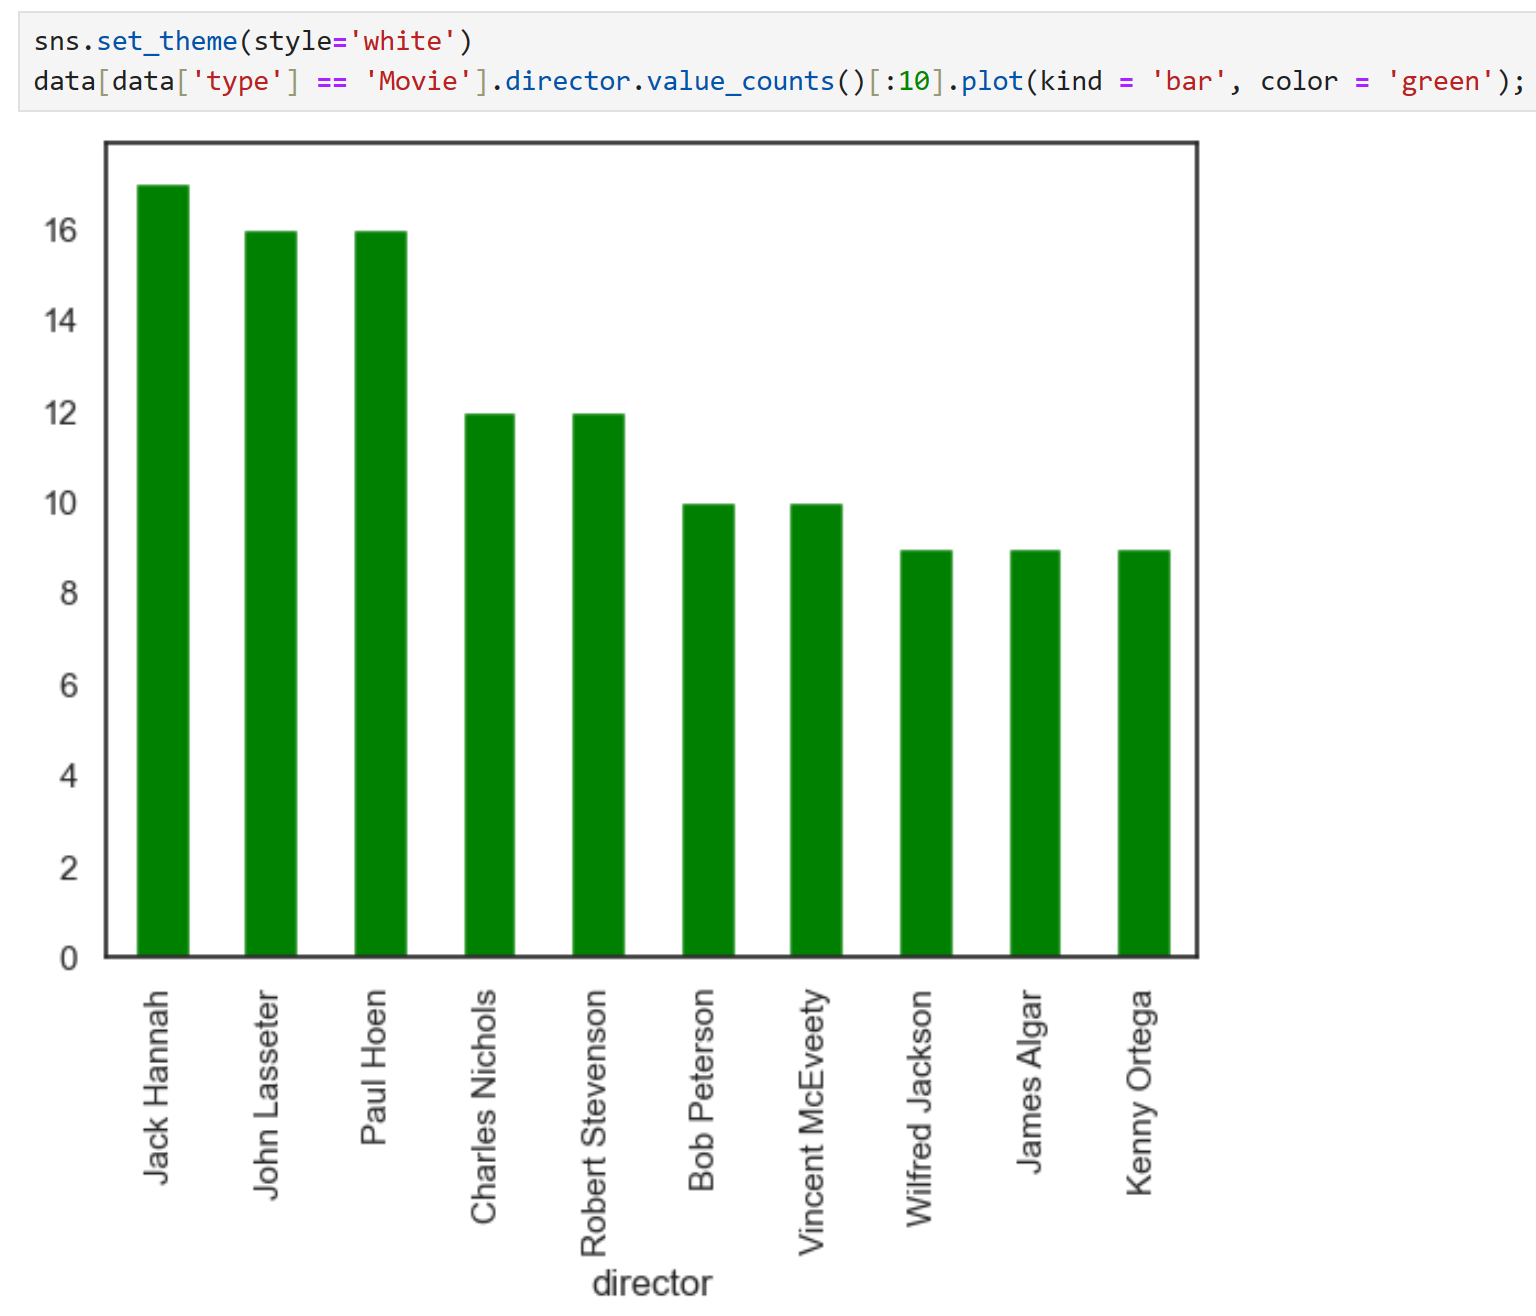 sns.set_theme(style='white')
data[data['type'] == 'Movie'].director.value_counts()[:10].plot(kind = 'bar', color = 'green');
16
14
12
10
8
6
4
2
0
Jack Hannah
John Lasseter
Paul Hoen
Charles Nichols
Robert Stevenson
Bob Peterson
Vincent McEveety
Wilfred Jackson
James Algar
Kenny Ortega
director